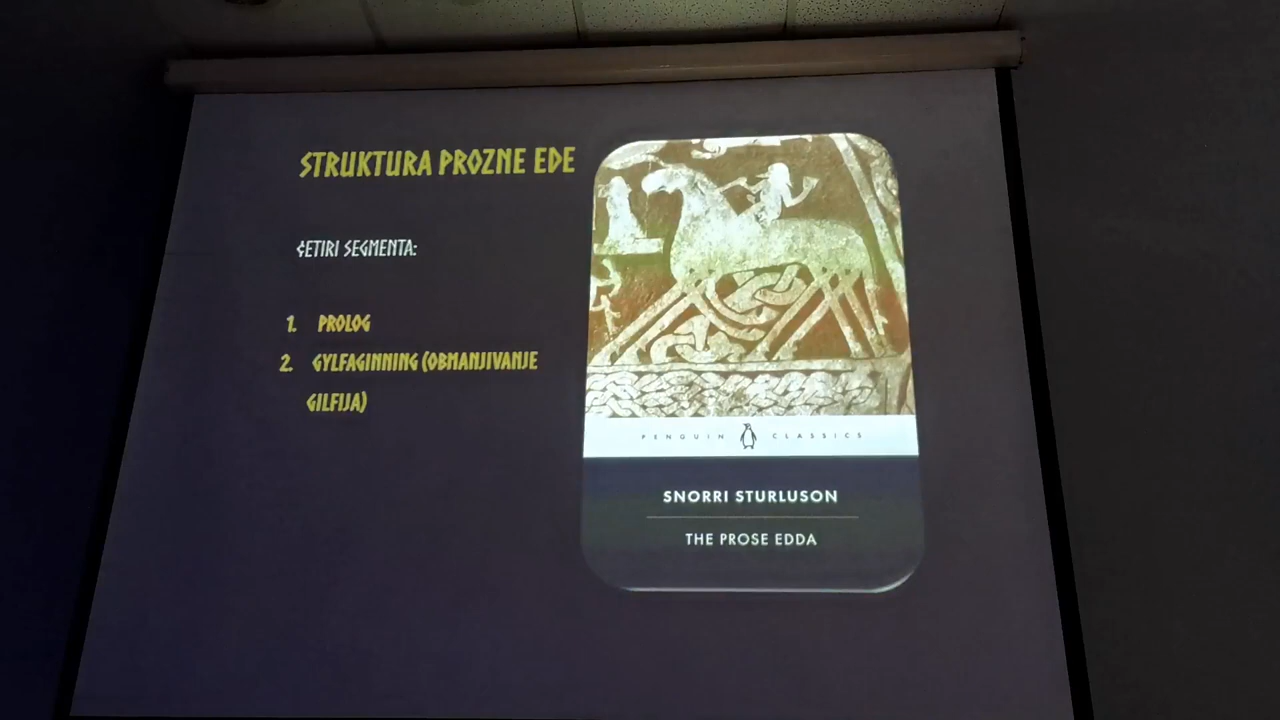 STRUKTURA PROZNE EDE
ČETIRI SEGMENTA:
1. PROLOG
2. GYLFAGINNING (OBMANJIVANJE
GILFIJA)
PENGUIN CLASSICS
SNORRI STURLUSON
THE PROSE EDDA